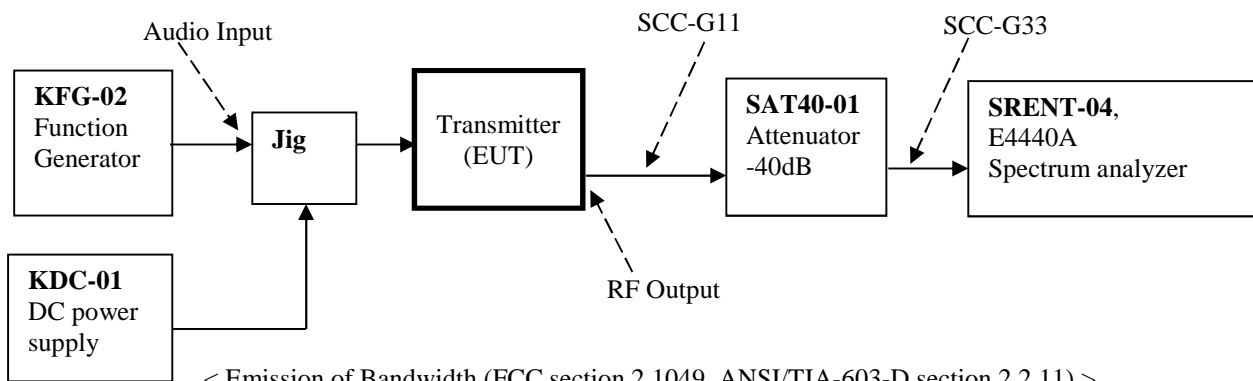 Audio Input
SCC-G11
SCC-G33
KFG-02
Function
Generator
Jig
Transmitter
(EUT)
SAT40-01
Attenuator
-40dB
SRENT-04,
E4440A
Spectrum analyzer
KDC-01
DC power
supply
RF Output
< Emission of Bandwidth (FCC section 2.1049, ANSI/TIA-603-D section 2.2.11) >